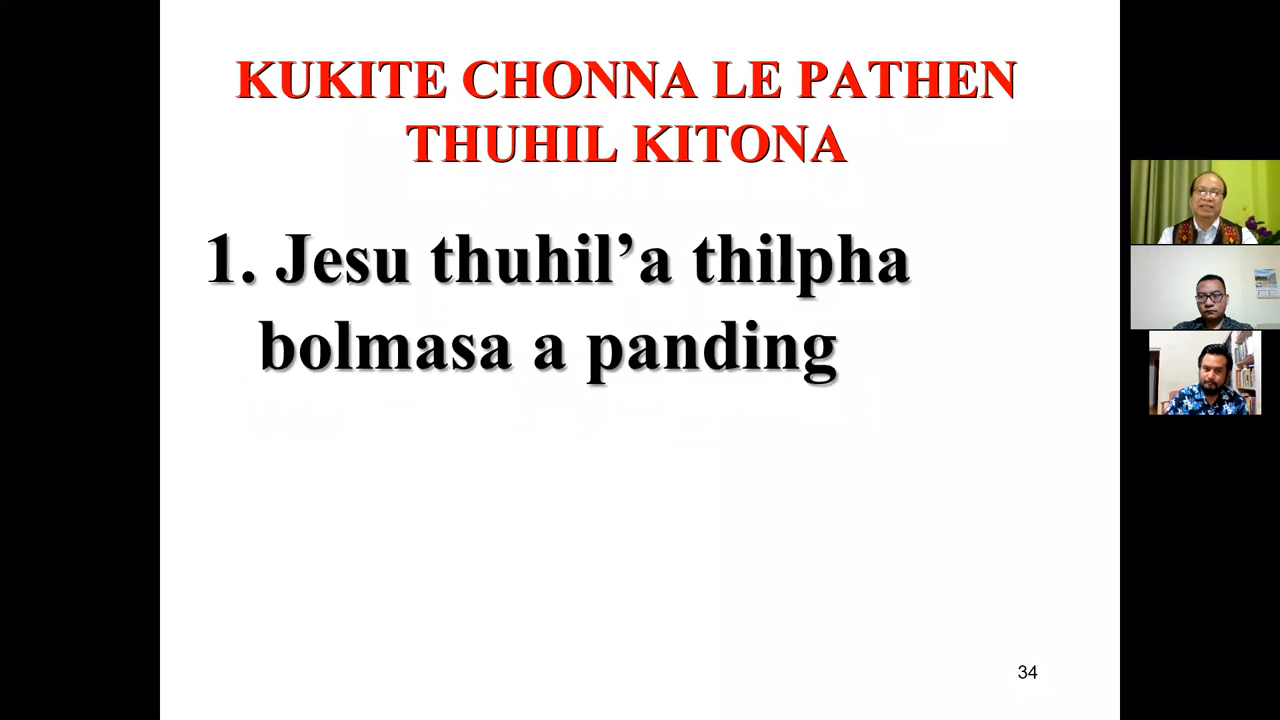 KUKITE CHONNA LE PATHEN
THUHIL KITONA
1. Jesu thuhil’a thilpha
bolmasa a panding
34